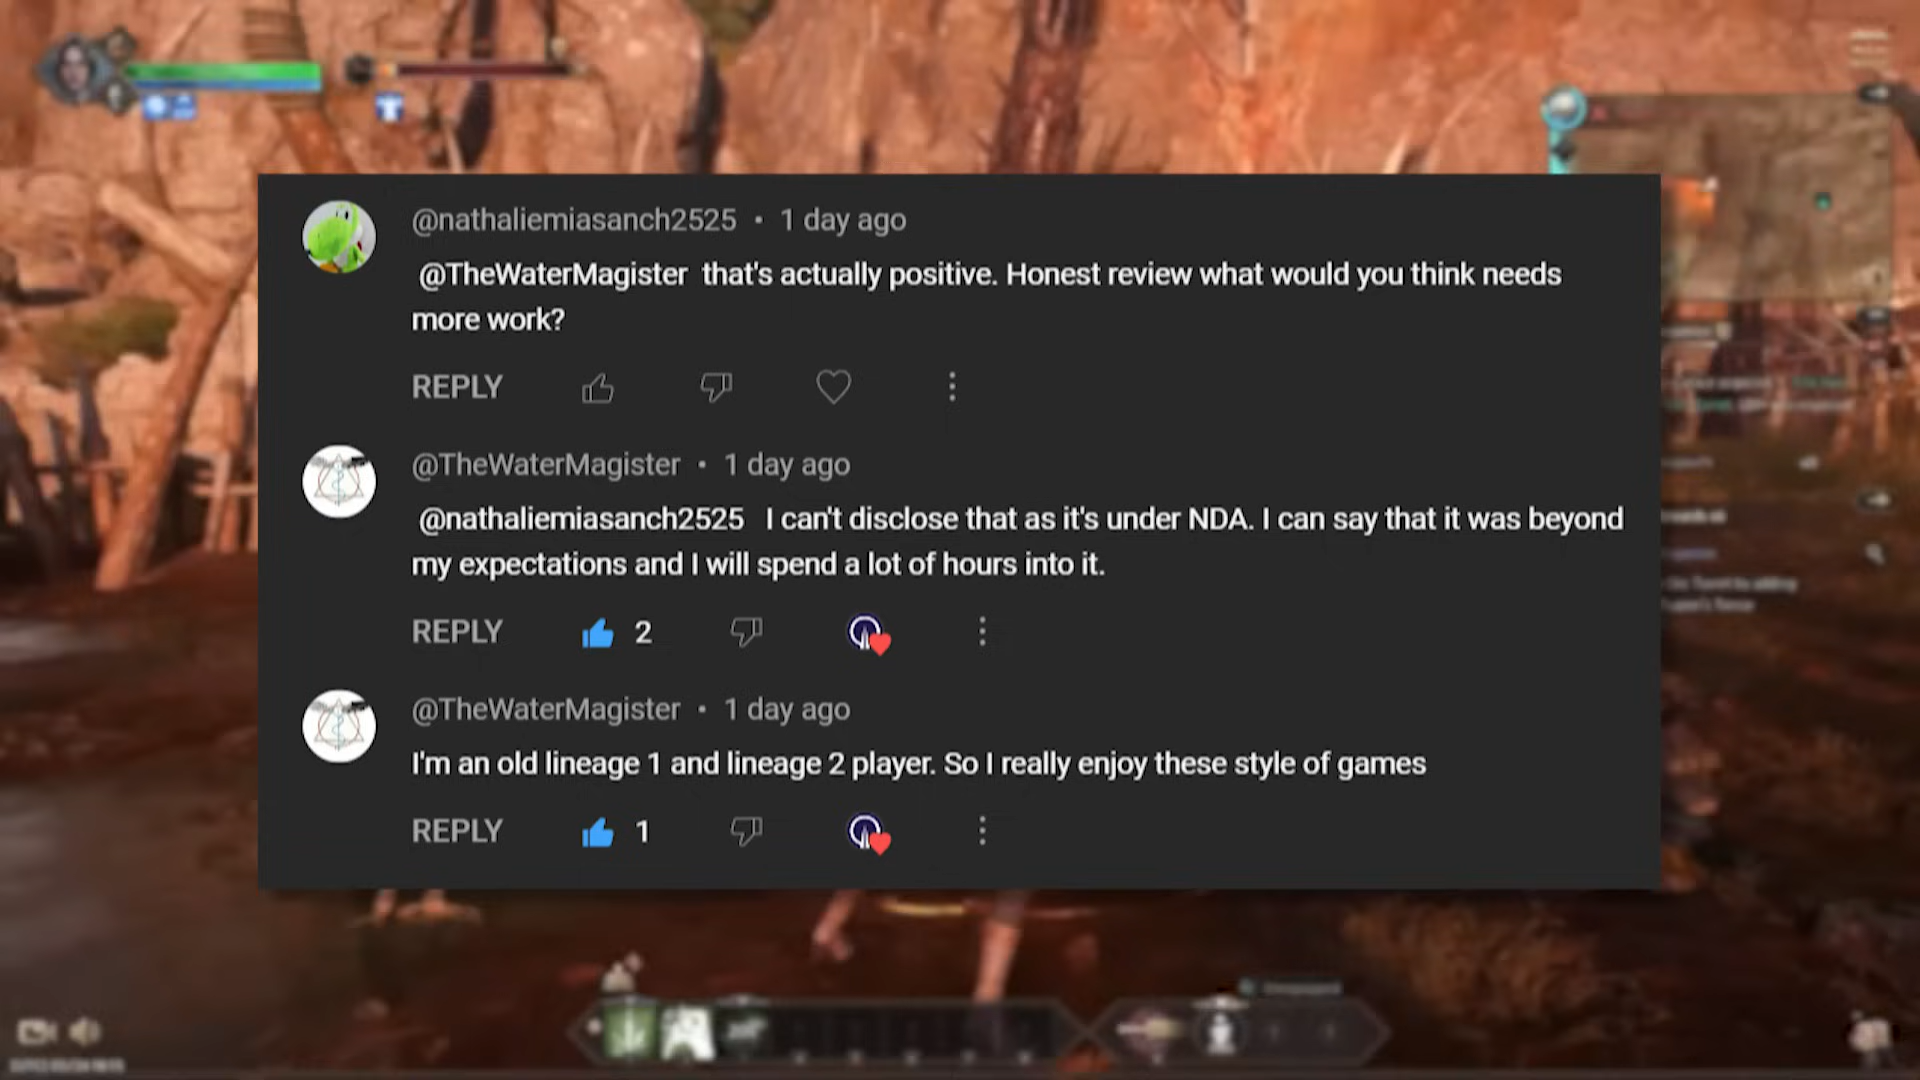 @nathaliemiasanch2525 • 1 day ago
@TheWaterMagister that's actually positive. Honest review what would you think needs
more work?
REPLY
@TheWaterMagister • 1 day ago
@nathaliemiasanch2525 I can't disclose that as it's under NDA. I can say that it was beyond
my expectations and I will spend a lot of hours into it.
REPLY 2
@TheWaterMagister • 1 day ago
I'm an old lineage 1 and lineage 2 player. So I really enjoy these style of games
REPLY 1